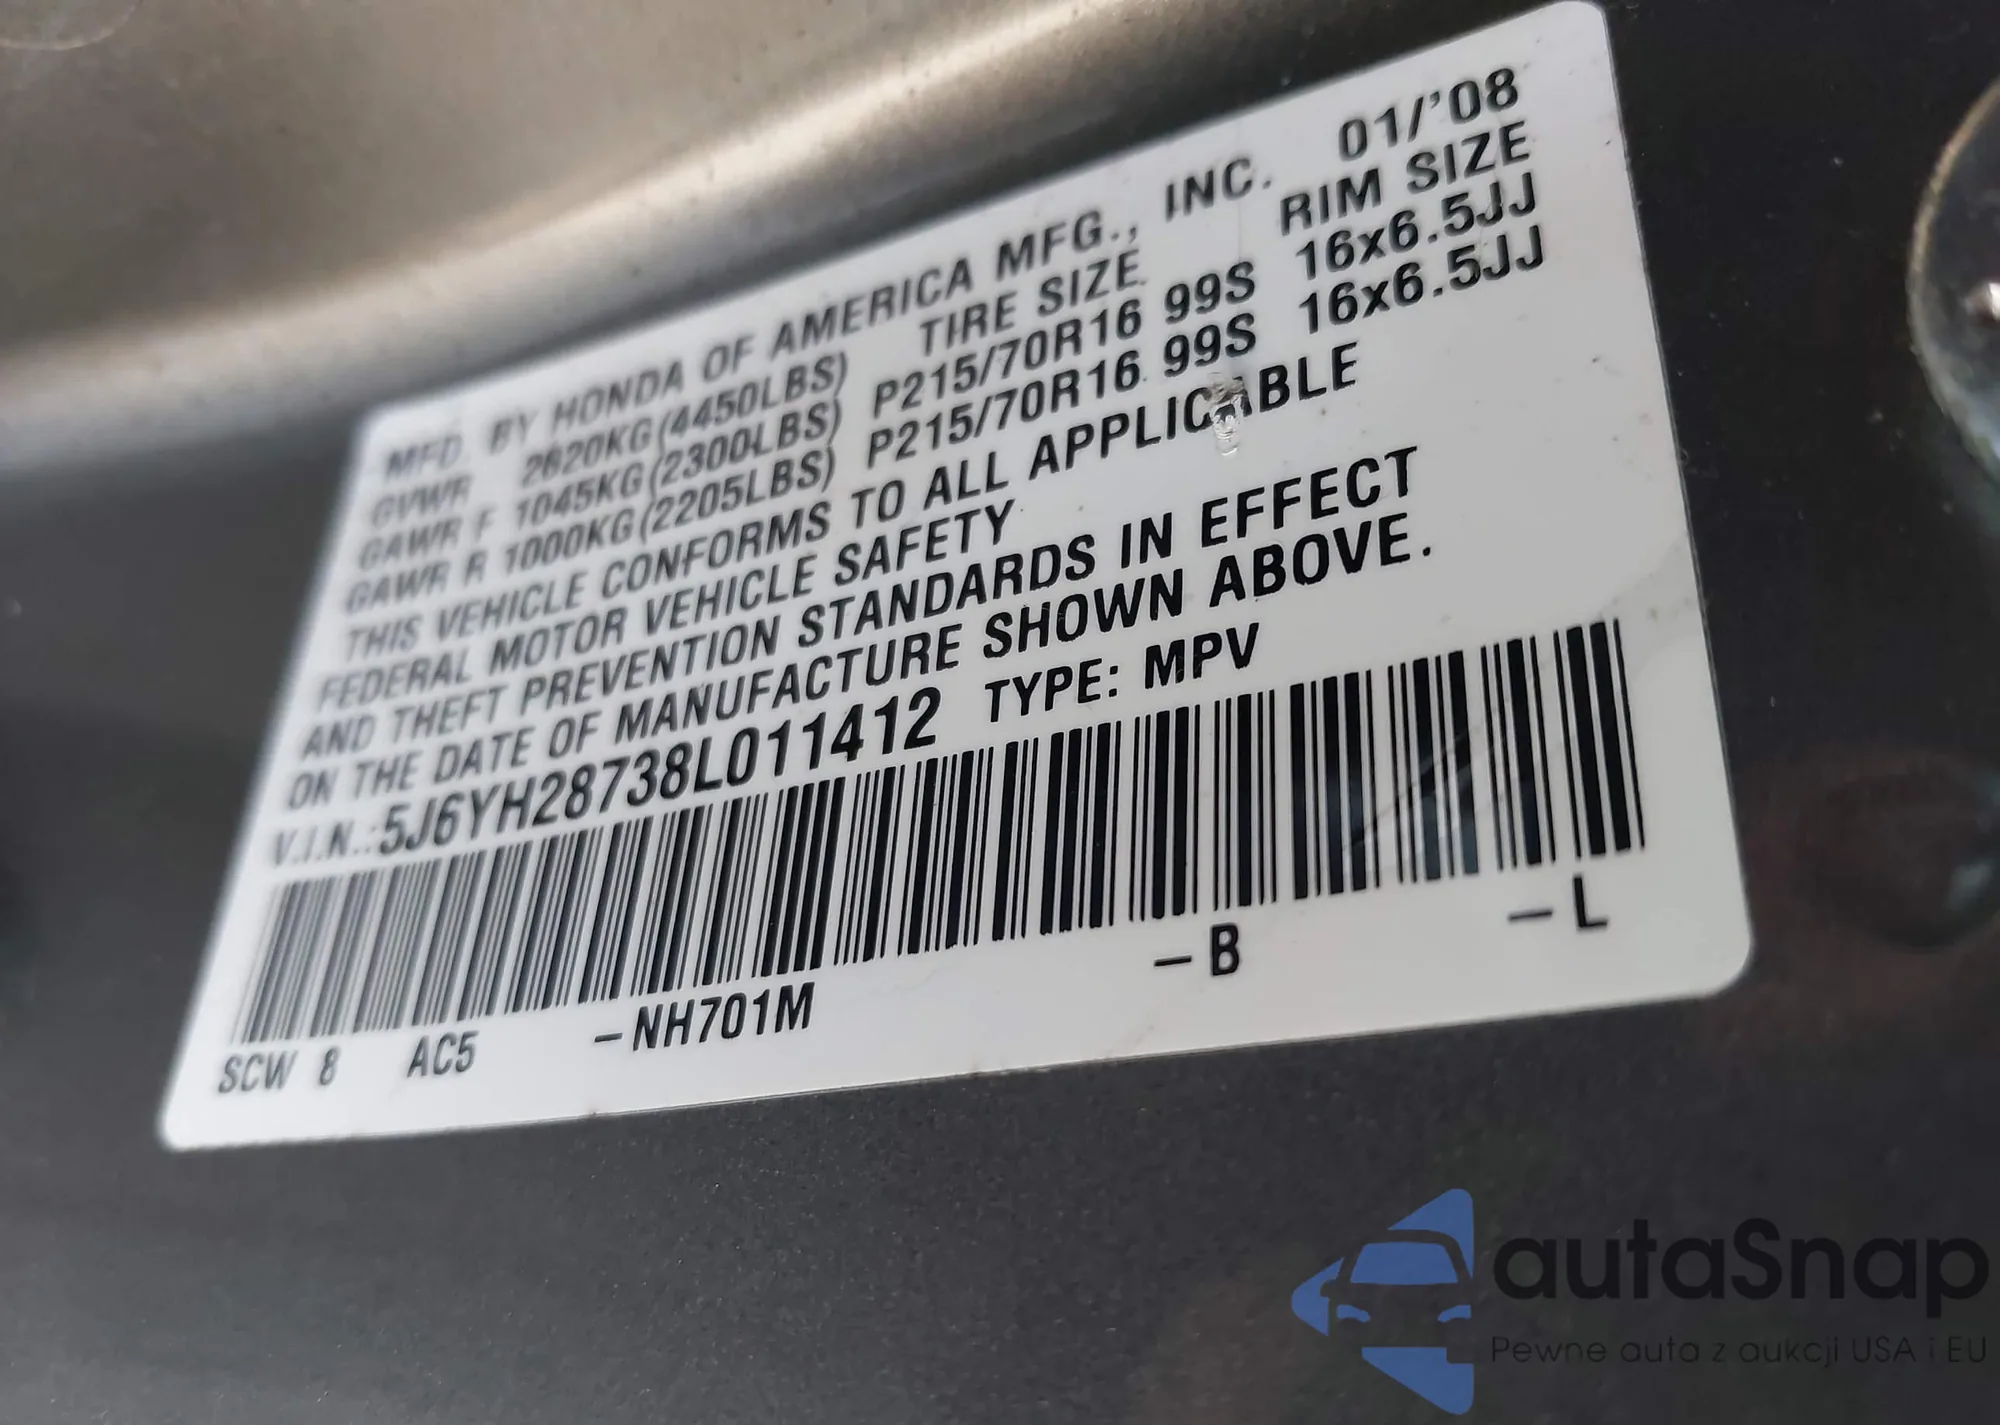 MFD. BY HONDA OF AMERICA MFG., INC. 01/'08
GVWR 2020KG(4450LBS) TIRE SIZE RIM SIZE
GAWR F 1045KG(2300LBS) P215/70R16 99S 16x6.5JJ
GAWR R 1000KG(2205LBS) P215/70R16 99S 16x6.5JJ
THIS VEHICLE CONFORMS TO ALL APPLICABLE
FEDERAL MOTOR VEHICLE SAFETY
AND THEFT PREVENTION STANDARDS IN EFFECT
ON THE DATE OF MANUFACTURE SHOWN ABOVE.
V.I.N.:5J6YH28738L011412 TYPE: MPV
SCW 8 AC5 –NH701M –B –L
autaSnap
Pewne auta z aukcji USA i EU